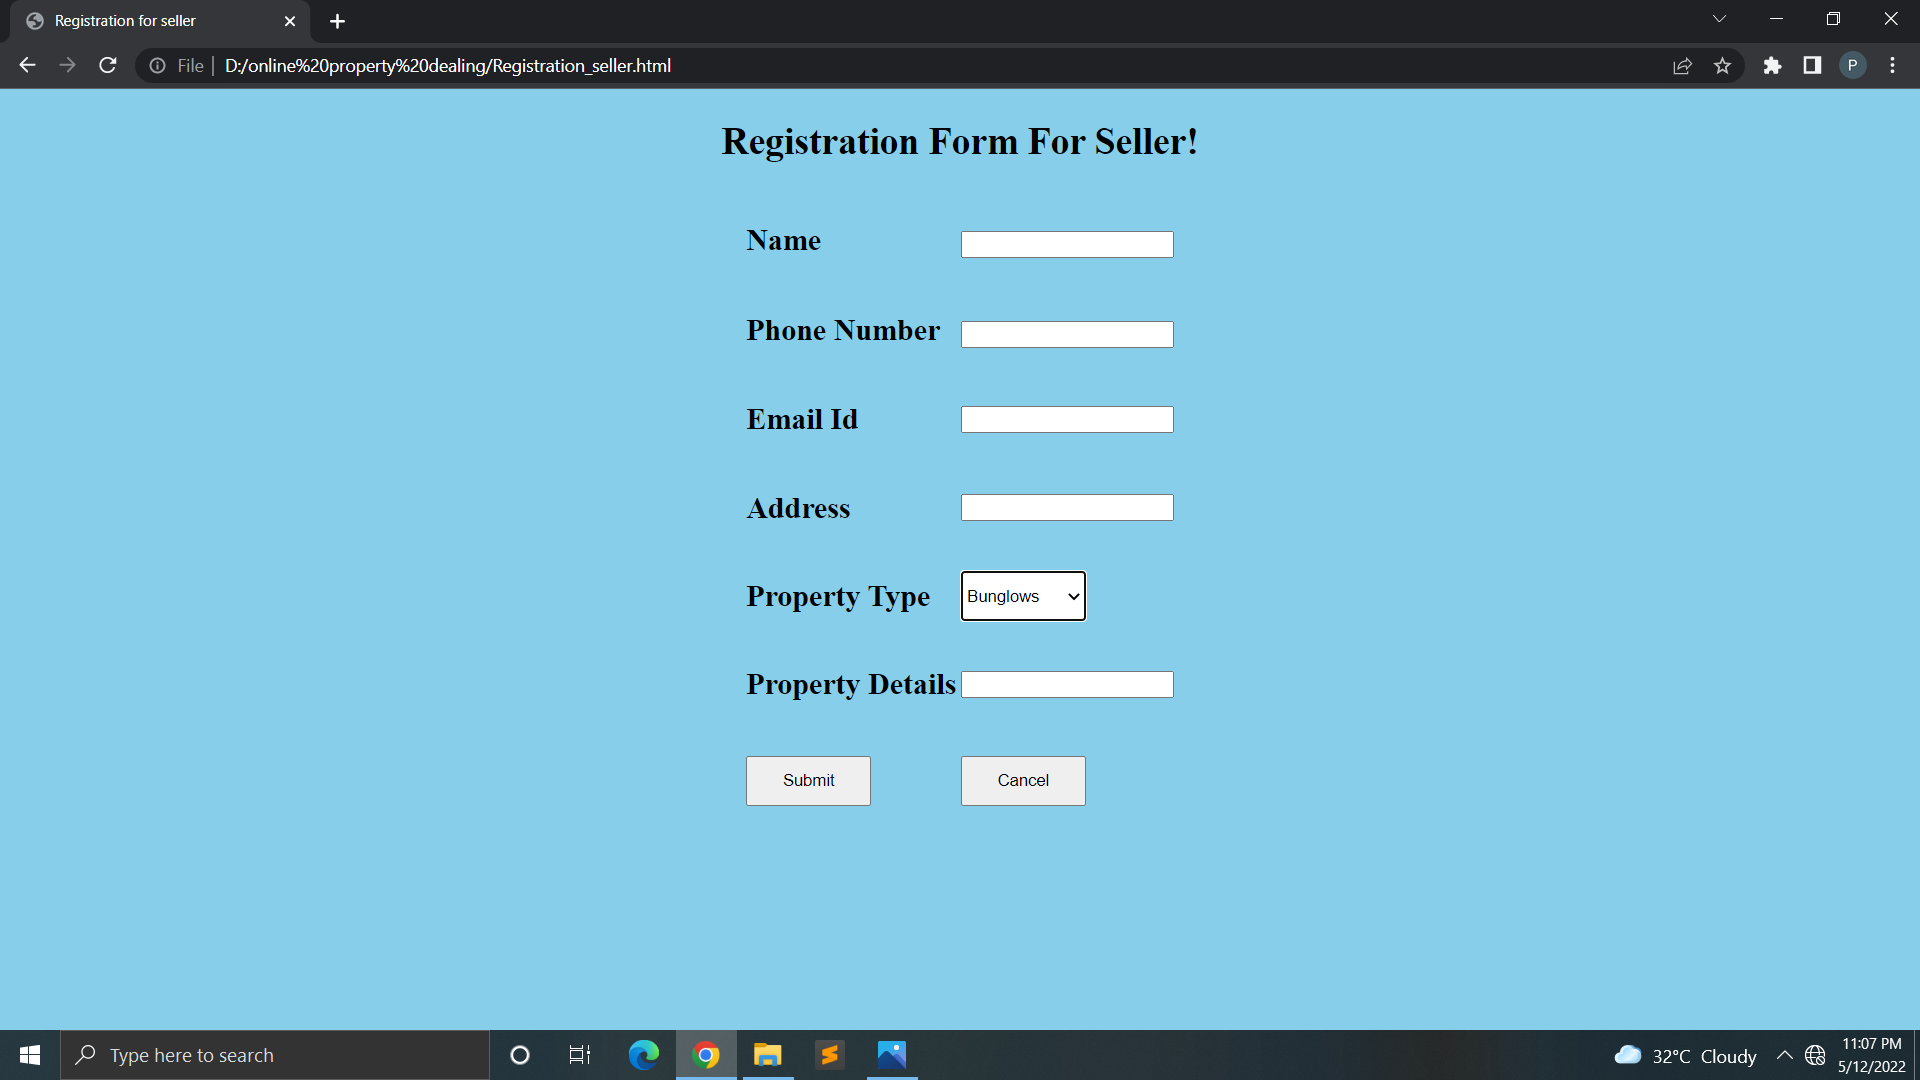 Registration for seller
File | D:/online%20property%20dealing/Registration_seller.html
P
Registration Form For Seller!
Name
Phone Number
Email Id
Address
Property Type Bunglows
Property Details
Submit Cancel
Type here to search
32°C Cloudy
11:07 PM
5/12/2022